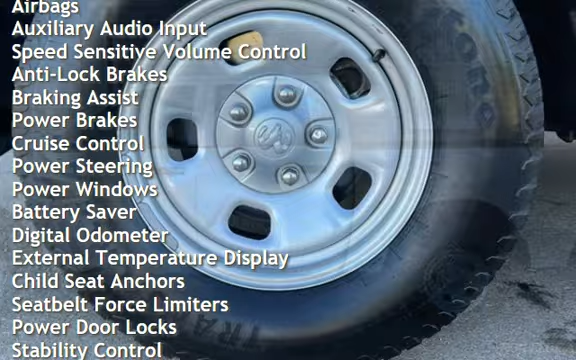 Airbags
Auxiliary Audio Input
Speed Sensitive Volume Control
Anti-Lock Brakes
Braking Assist
Power Brakes
Cruise Control
Power Steering
Power Windows
Battery Saver
Digital Odometer
External Temperature Display
Child Seat Anchors
Seatbelt Force Limiters
Power Door Locks
Stability Control